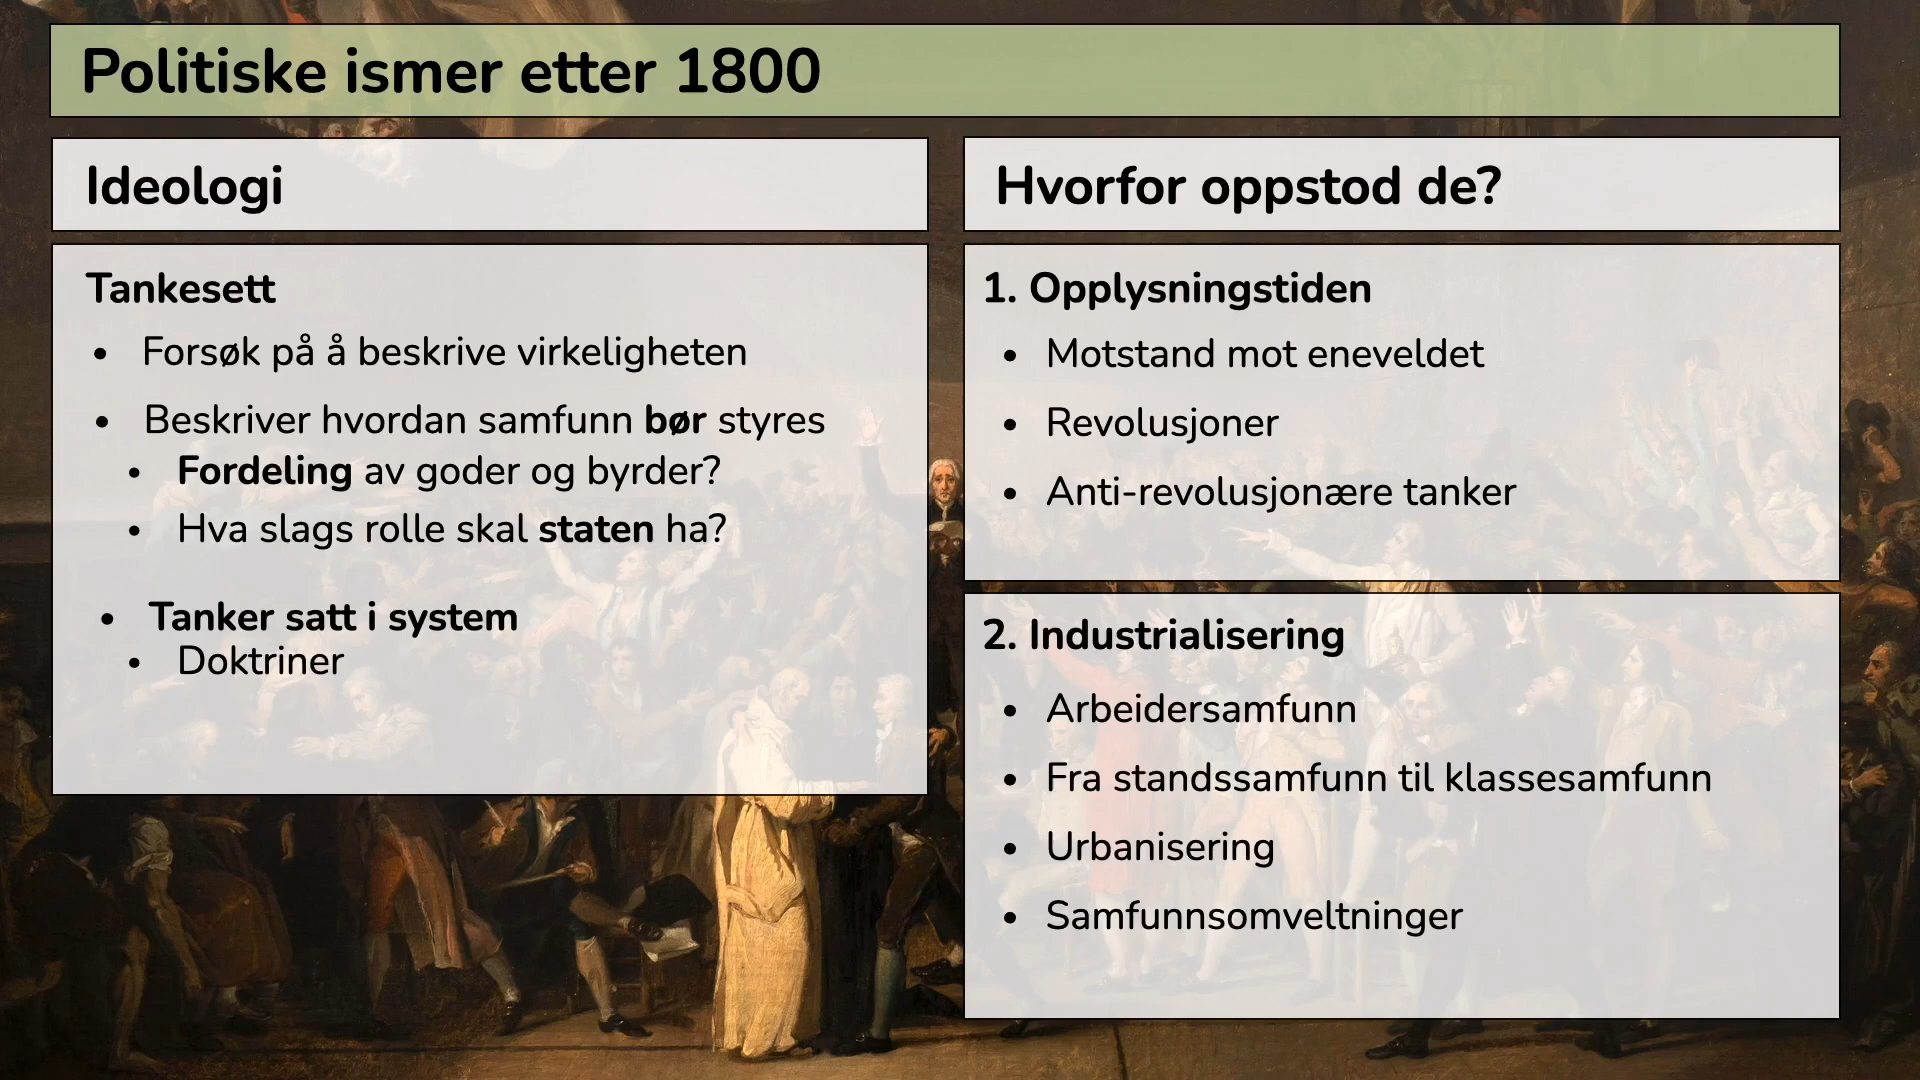 Politiske ismer etter 1800
Ideologi
Tankesett
• Forsøk på å beskrive virkeligheten
• Beskriver hvordan samfunn bør styres
• Fordeling av goder og byrder?
• Hva slags rolle skal staten ha?
• Tanker satt i system
• Doktriner
Hvorfor oppstod de?
1. Opplysningstiden
• Motstand mot eneveldet
• Revolusjoner
• Anti-revolusjonære tanker
2. Industrialisering
• Arbeidersamfunn
• Fra standssamfunn til klassesamfunn
• Urbanisering
• Samfunnsomveltninger